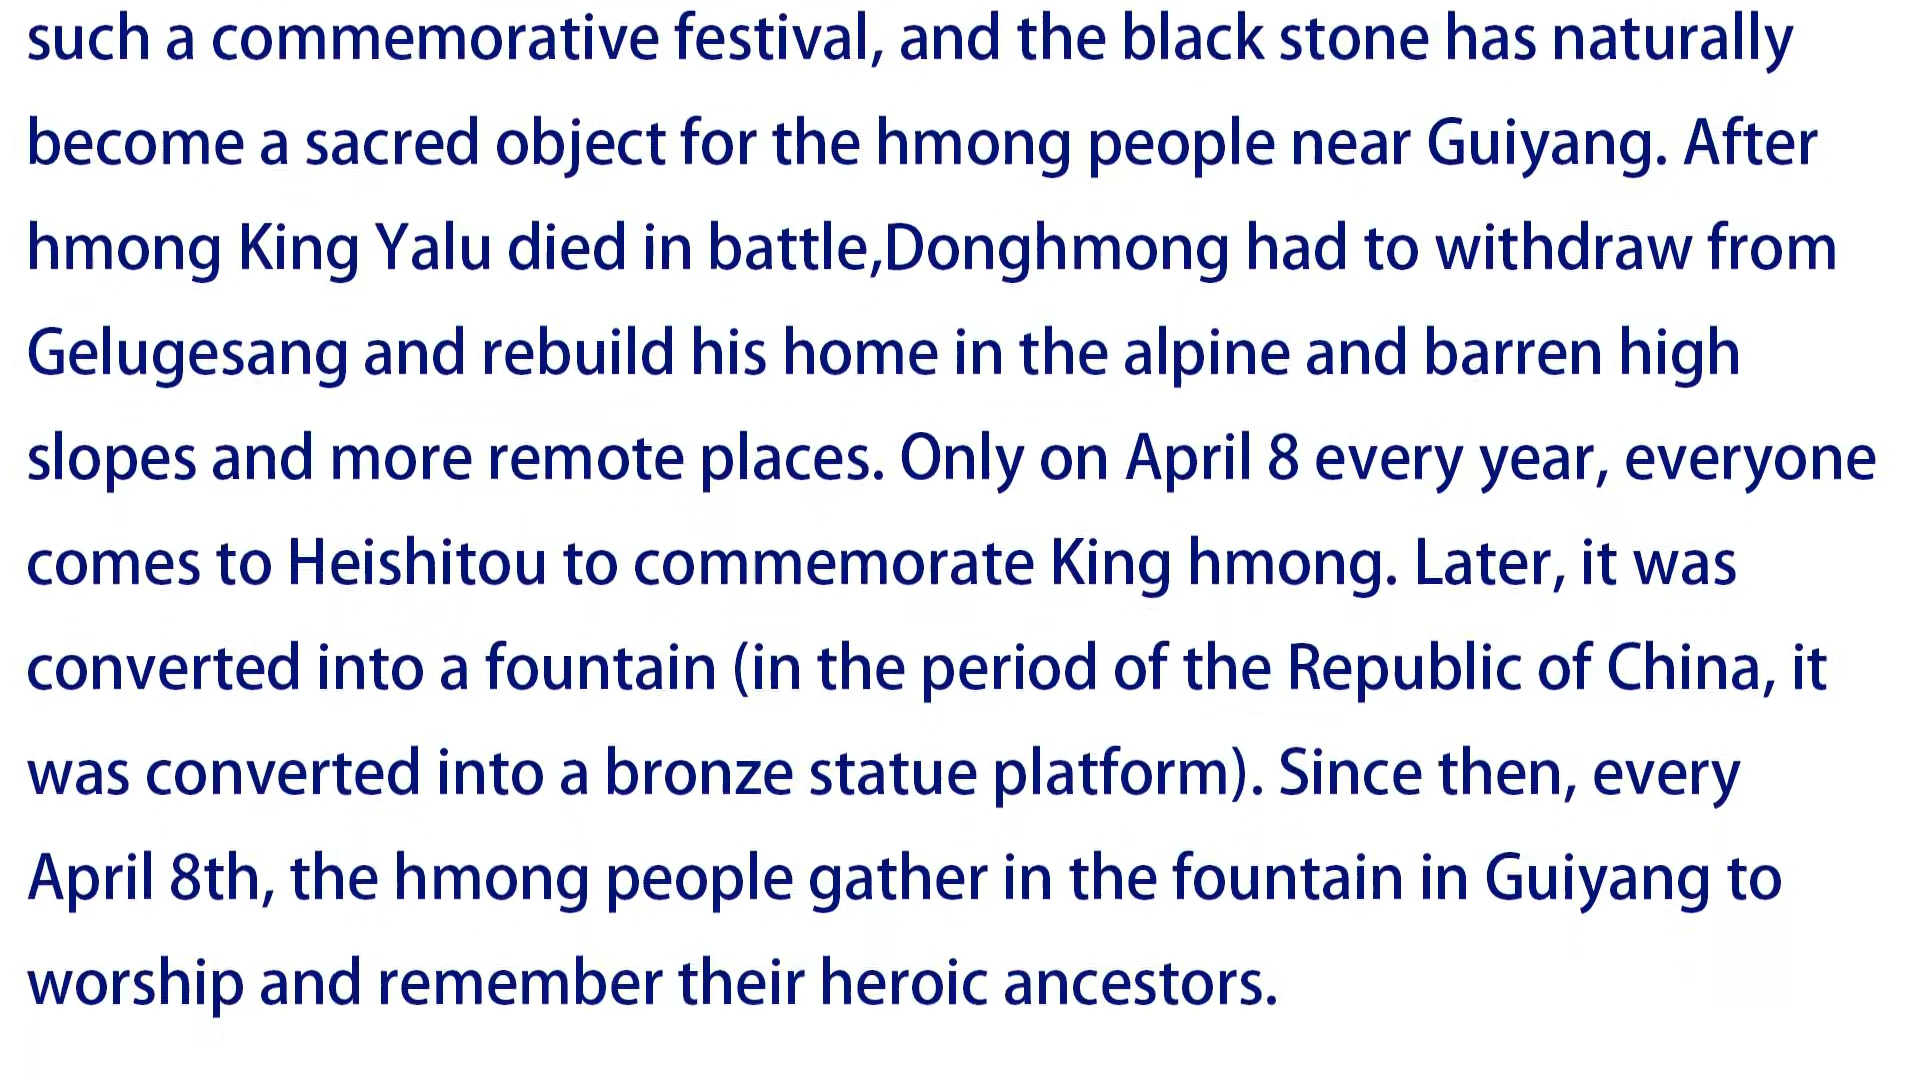 such a commemorative festival, and the black stone has naturally
become a sacred object for the hmong people near Guiyang. After
hmong King Yalu died in battle,Donghmong had to withdraw from
Gelugesang and rebuild his home in the alpine and barren high
slopes and more remote places. Only on April 8 every year, everyone
comes to Heishitou to commemorate King hmong. Later, it was
converted into a fountain (in the period of the Republic of China, it
was converted into a bronze statue platform). Since then, every
April 8th, the hmong people gather in the fountain in Guiyang to
worship and remember their heroic ancestors.